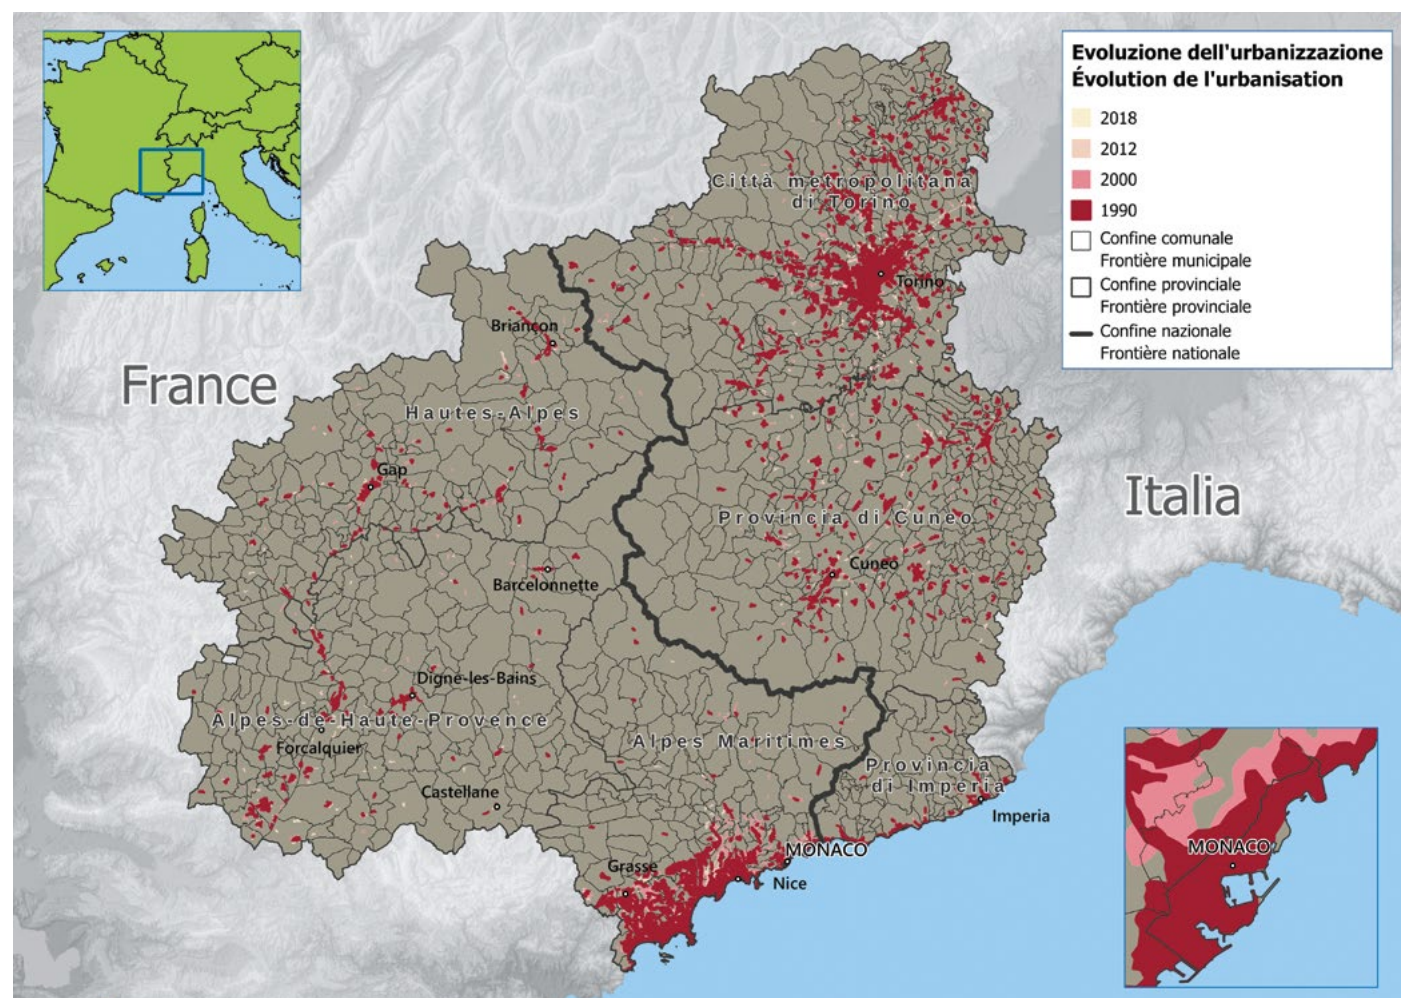 Evoluzione dell'urbanizzazione
Évolution de l'urbanisation
2018
2012
2000
1990
Confine comunale
Frontière municipale
Confine provinciale
Frontière provinciale
Confine nazionale
Frontière nationale
Città metropolitana
di Torino
Torino
Briançon
France
Hautes-Alpes
Gap
Italia
Provincia di Cuneo
Cuneo
Barcelonnette
Digne-les-Bains
Alpes-de-Haute-Provence
Forcalquier
Alpes Maritimes
Provincia
di Imperia
Castellane
Imperia
MONACO
Grasse
Nice
MONACO